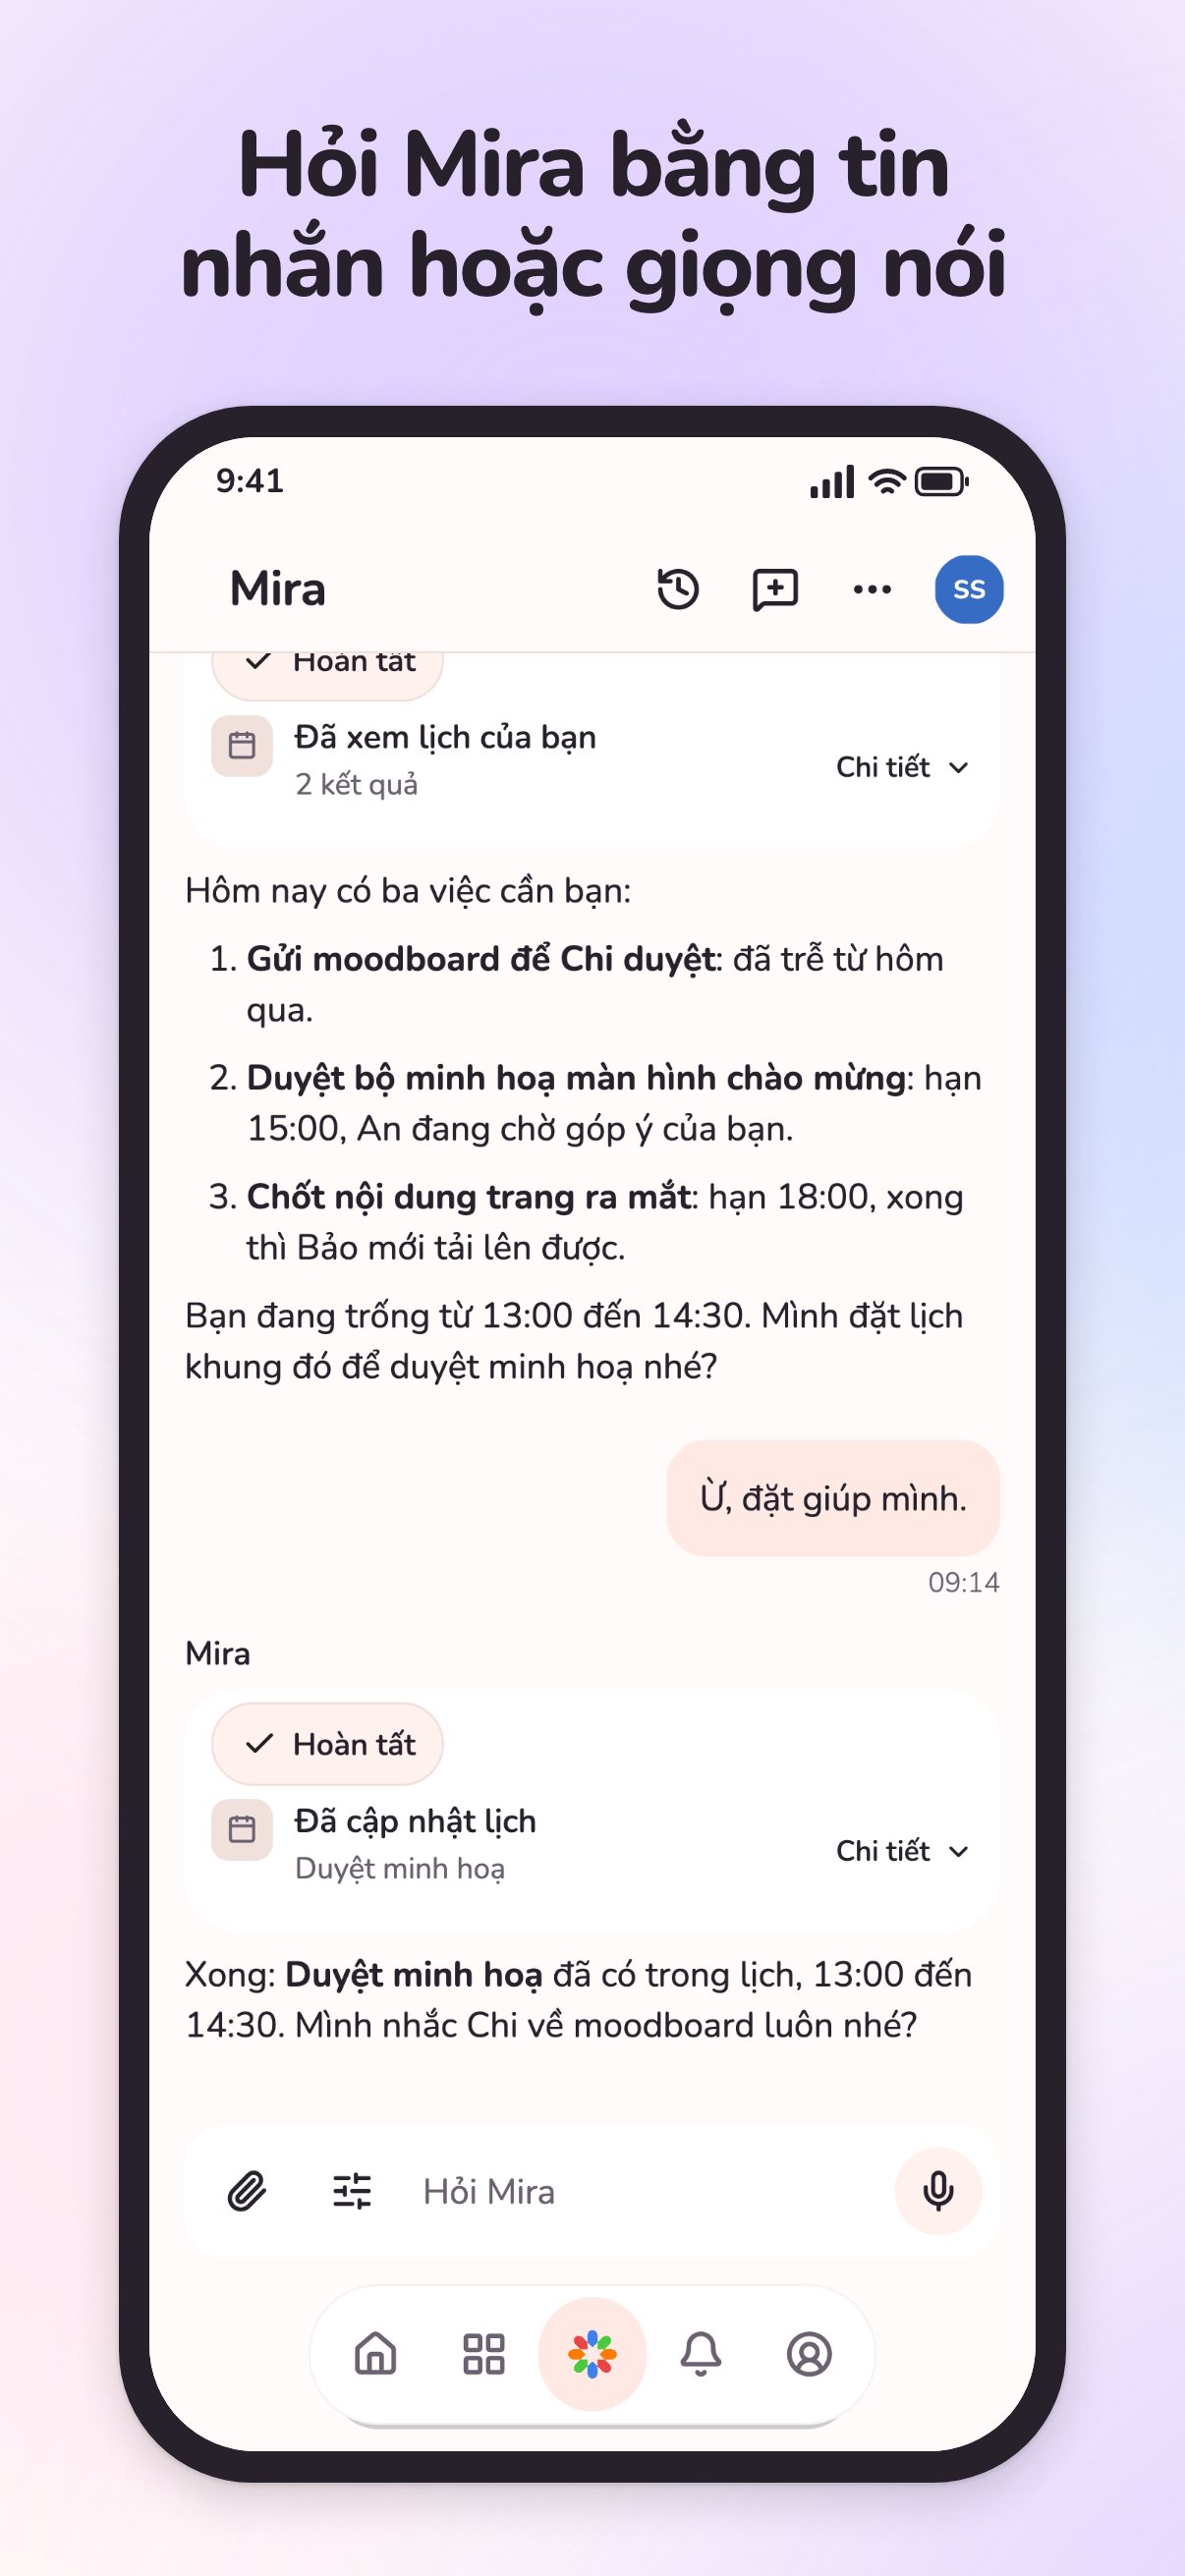 Hỏi Mira bằng tin
nhắn hoặc giọng nói
9:41
Mira
SS
Hoàn tất
Đã xem lịch của bạn
2 kết quả
Chi tiết
Hôm nay có ba việc cần bạn:
1. Gửi moodboard để Chi duyệt: đã trễ từ hôm
qua.
2. Duyệt bộ minh hoạ màn hình chào mừng: hạn
15:00, An đang chờ góp ý của bạn.
3. Chốt nội dung trang ra mắt: hạn 18:00, xong
thì Bảo mới tải lên được.
Bạn đang trống từ 13:00 đến 14:30. Mình đặt lịch
khung đó để duyệt minh hoạ nhé?
Ừ, đặt giúp mình.
09:14
Mira
Hoàn tất
Đã cập nhật lịch
Duyệt minh hoạ
Chi tiết
Xong: Duyệt minh hoạ đã có trong lịch, 13:00 đến
14:30. Mình nhắc Chi về moodboard luôn nhé?
Hỏi Mira